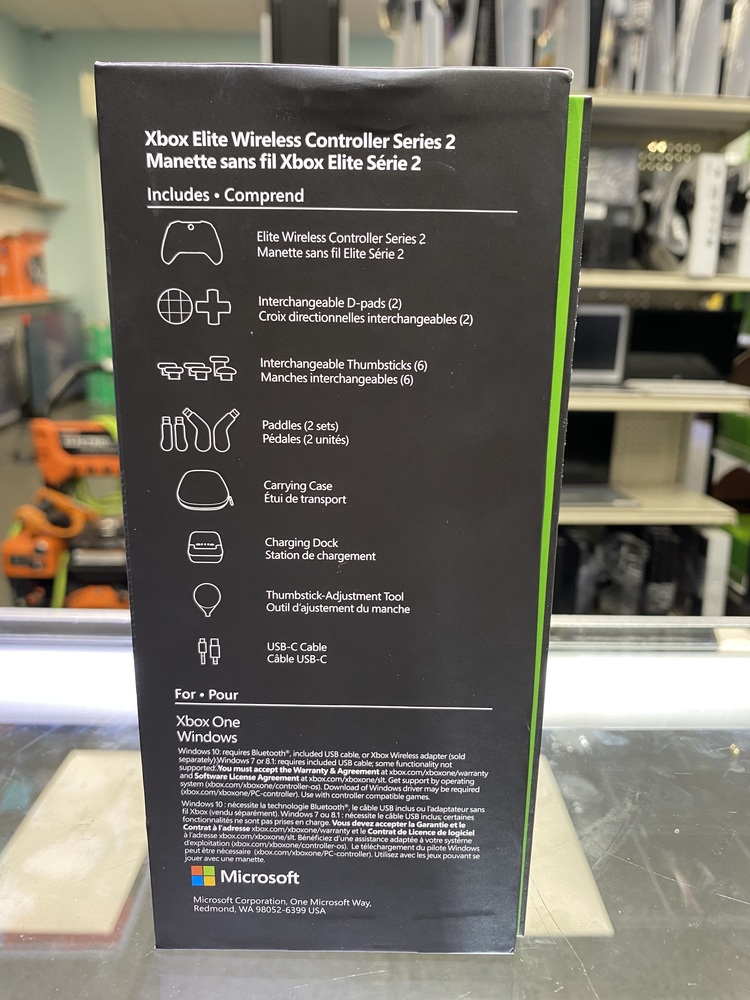 Xbox Elite Wireless Controller Series 2
Manette sans fil Xbox Elite Série 2
Includes • Comprend
Elite Wireless Controller Series 2
Manette sans fil Elite Série 2
Interchangeable D-pads (2)
Croix directionnelles interchangeables (2)
Interchangeable Thumbsticks (6)
Manches interchangeables (6)
Paddles (2 sets)
Pédales (2 unités)
Carrying Case
Étui de transport
Charging Dock
Station de chargement
Thumbstick-Adjustment Tool
Outil d'ajustement du manche
USB-C Cable
Câble USB-C
For • Pour
Xbox One
Windows
Windows 10: requires Bluetooth®, included USB cable, or Xbox Wireless adapter (sold
separately).Windows 7 or 8.1: requires included USB cable; some functionality not
supported.You must accept the Warranty & Agreement at xbox.com/xboxone/warranty
and Software License Agreement at xbox.com/xboxone/slt. Get support by operating
system (xbox.com/xboxone/controller-os). Download of Windows driver may be required
(xbox.com/xboxone/PC-controller). Use with controller compatible games.
Windows 10 : nécessite la technologie Bluetooth®, le câble USB inclus ou l'adaptateur sans
fil Xbox (vendu séparément). Windows 7 ou 8.1 : nécessite le câble USB inclus; certaines
fonctionnalités ne sont pas prises en charge. Vous devez accepter la Garantie et le
Contrat à l'adresse xbox.com/xboxone/warranty et le Contrat de Licence de logiciel
à l'adresse xbox.com/xboxone/slt. Bénéficiez d'une assistance adaptée à votre système
d'exploitation (xbox.com/xboxone/controller-os). Le téléchargement du pilote Windows
peut être nécessaire (xbox.com/xboxone/PC-controller). Utilisez avec les jeux pouvant se
jouer avec une manette.
Microsoft
Microsoft Corporation, One Microsoft Way,
Redmond, WA 98052-6399 USA